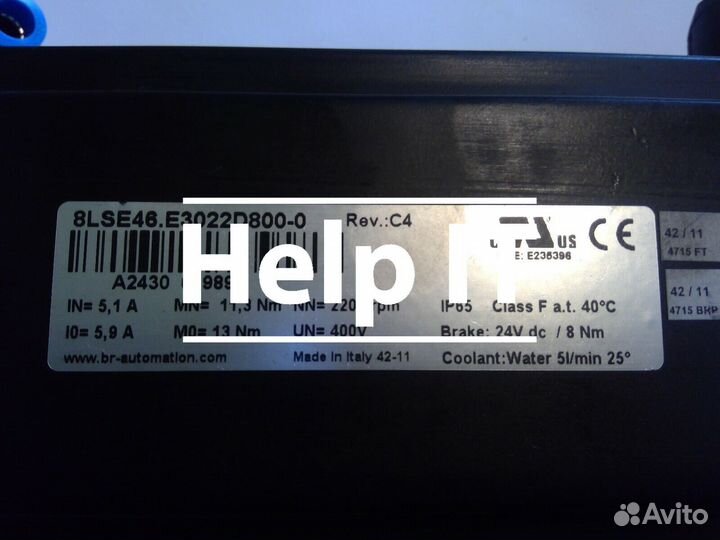 8LSE46.E3022D800-0 Rev.:C4
Help IT
US CE
E: E235396
A2430
IN= 5,1 A MN= 11,3 Nm NN= rpm IP65 Class F a.t. 40°C
I0= 5,9 A M0= 13 Nm UN= 400V Brake: 24V dc / 8 Nm
www.br-automation.com Made in Italy 42-11 Coolant:Water 5l/min 25°
42 / 11
4715 FT
42 / 11
4715 BRP
Avito